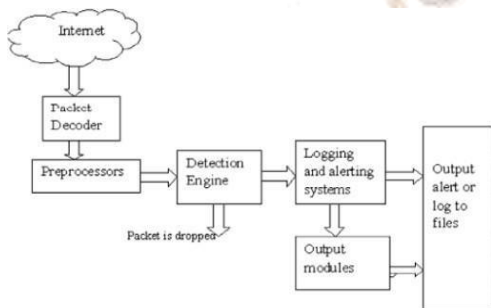 Internet
Packet
Decoder
Preprocessors
Detection
Engine
Packet is dropped
Logging
and alerting
systems
Output
modules
Output
alert or
log to
files